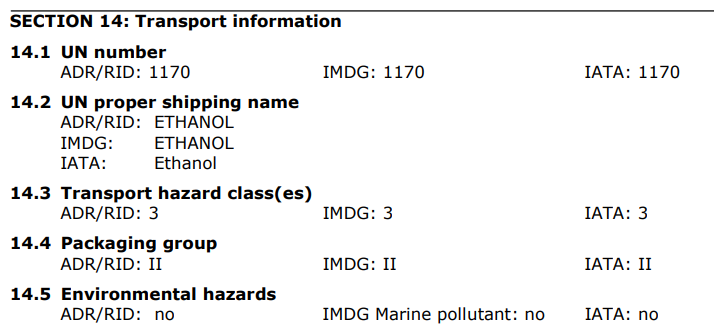 SECTION 14: Transport information
14.1 UN number
ADR/RID: 1170 IMDG: 1170 IATA: 1170
14.2 UN proper shipping name
ADR/RID: ETHANOL
IMDG: ETHANOL
IATA: Ethanol
14.3 Transport hazard class(es)
ADR/RID: 3 IMDG: 3 IATA: 3
14.4 Packaging group
ADR/RID: II IMDG: II IATA: II
14.5 Environmental hazards
ADR/RID: no IMDG Marine pollutant: no IATA: no